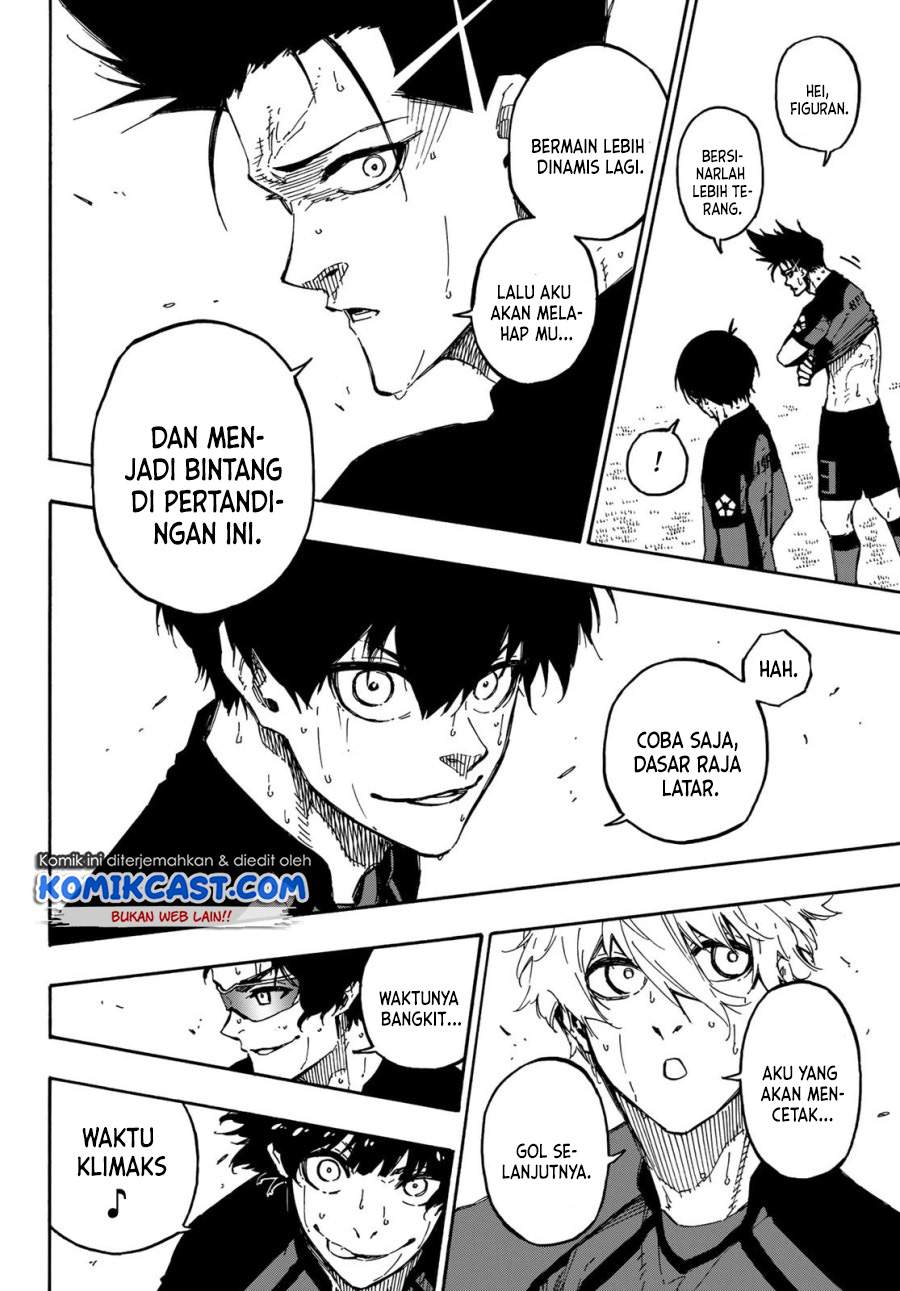 HEI,
FIGURAN.
BERSI-
NARLAH
LEBIH TE-
RANG.
!
BERMAIN LEBIH
DINAMIS LAGI.
LALU AKU
AKAN MELA-
HAP MU...
DAN MEN-
JADI BINTANG
DI PERTANDI-
NGAN INI.
HAH.
COBA SAJA,
DASAR RAJA
LATAR.
Komik ini diterjemahkan & diedit oleh
KOMIKCAST.COM
BUKAN WEB LAIN!!
AKU YANG
AKAN MEN-
CETAK...
GOL SE-
LANJUTNYA.
WAKTUNYA
BANGKIT...
WAKTU
KLIMAKS
♪